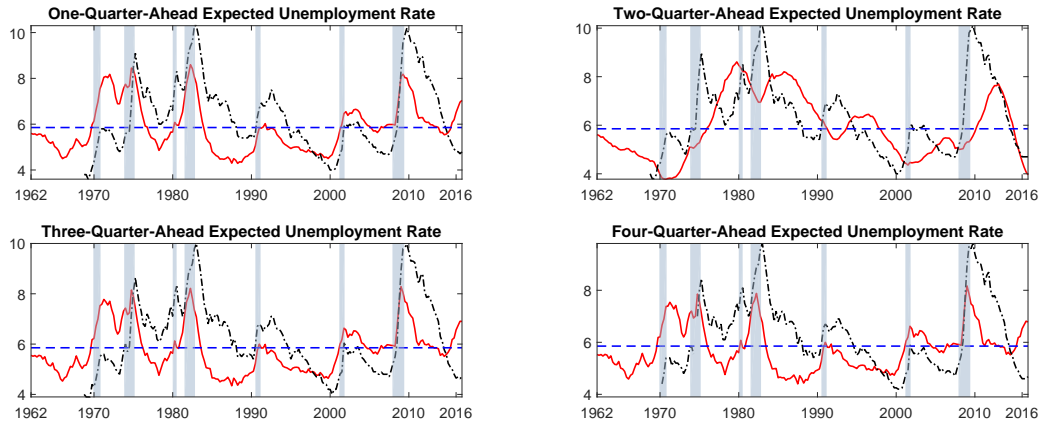 One-Quarter-Ahead Expected Unemployment Rate
10
8
6
4
1962 1970 1980 1990 2000 2010 2016
Two-Quarter-Ahead Expected Unemployment Rate
10
8
6
4
1962 1970 1980 1990 2000 2010 2016
Three-Quarter-Ahead Expected Unemployment Rate
10
8
6
4
1962 1970 1980 1990 2000 2010 2016
Four-Quarter-Ahead Expected Unemployment Rate
8
6
4
1962 1970 1980 1990 2000 2010 2016